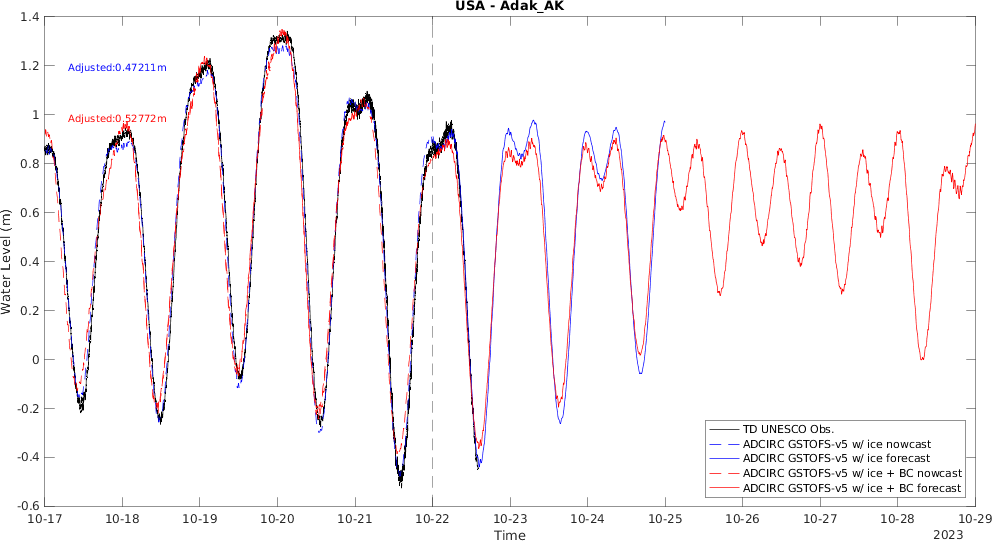 USA - Adak_AK
1.4
1.2
1
0.8
0.6
0.4
0.2
0
-0.2
-0.4
-0.6
Water Level (m)
Adjusted:0.47211m
Adjusted:0.52772m
TD UNESCO Obs.
ADCIRC GSTOFS-v5 w/ ice nowcast
ADCIRC GSTOFS-v5 w/ ice forecast
ADCIRC GSTOFS-v5 w/ ice + BC nowcast
ADCIRC GSTOFS-v5 w/ ice + BC forecast
10-17 10-18 10-19 10-20 10-21 10-22 10-23 10-24 10-25 10-26 10-27 10-28 10-29
Time
2023